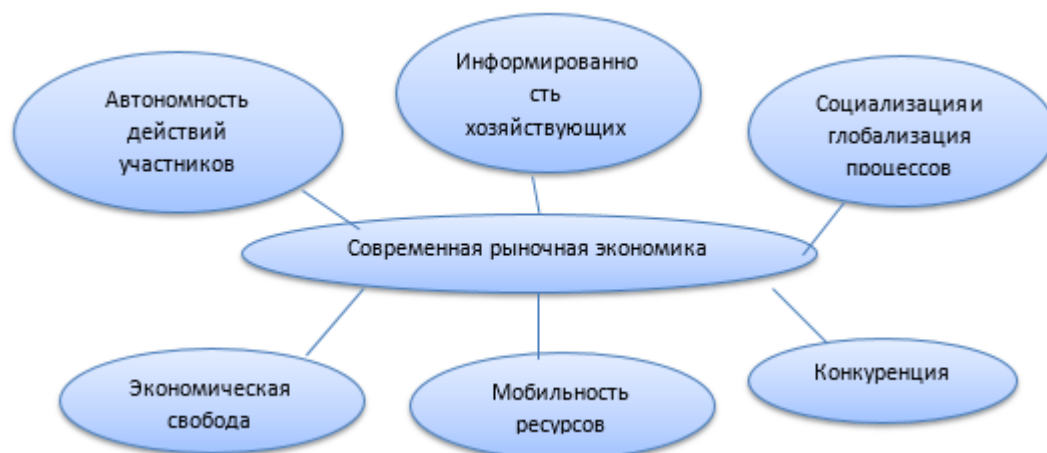 Автономность
действий
участников
Информированно
сть
хозяйствующих
Социализация и
глобализация
процессов
Современная рыночная экономика
Экономическая
свобода
Мобильность
ресурсов
Конкуренция